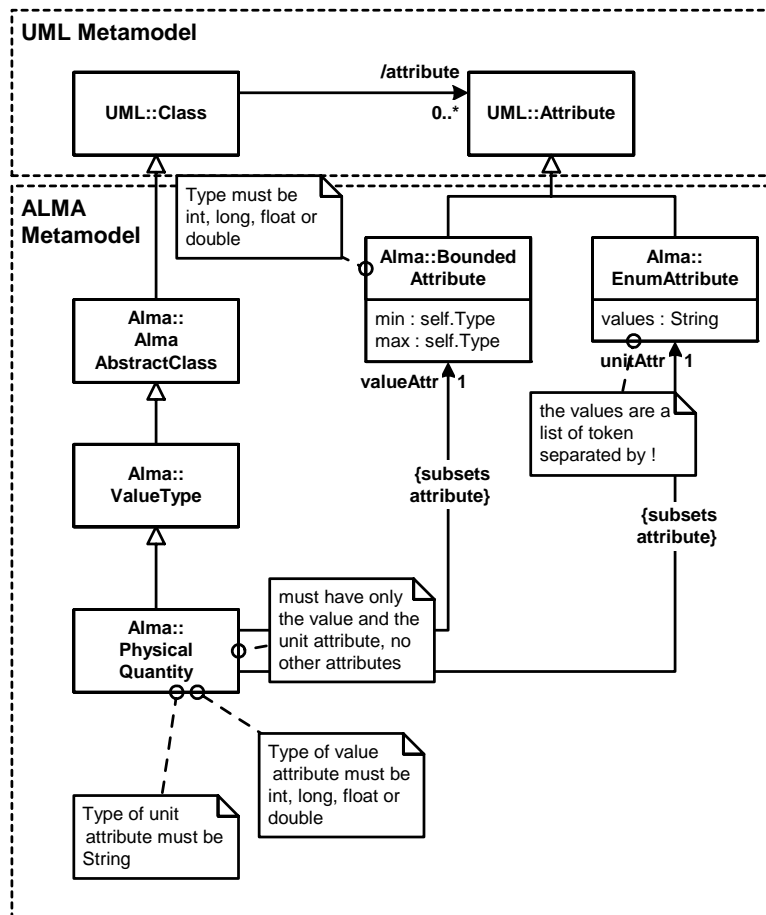 UML Metamodel
UML::Class
/attribute
0..*
UML::Attribute
ALMA
Metamodel
Type must be
int, long, float or
double
Alma::Bounded
Attribute
min : self.Type
max : self.Type
Alma::
EnumAttribute
values : String
Alma::
Alma
AbstractClass
valueAttr
1
unitAttr
1
the values are a
list of token
separated by !
Alma::
ValueType
{subsets
attribute}
{subsets
attribute}
Alma::
Physical
Quantity
must have only
the value and the
unit attribute, no
other attributes
Type of value
attribute must be
int, long, float or
double
Type of unit
attribute must be
String